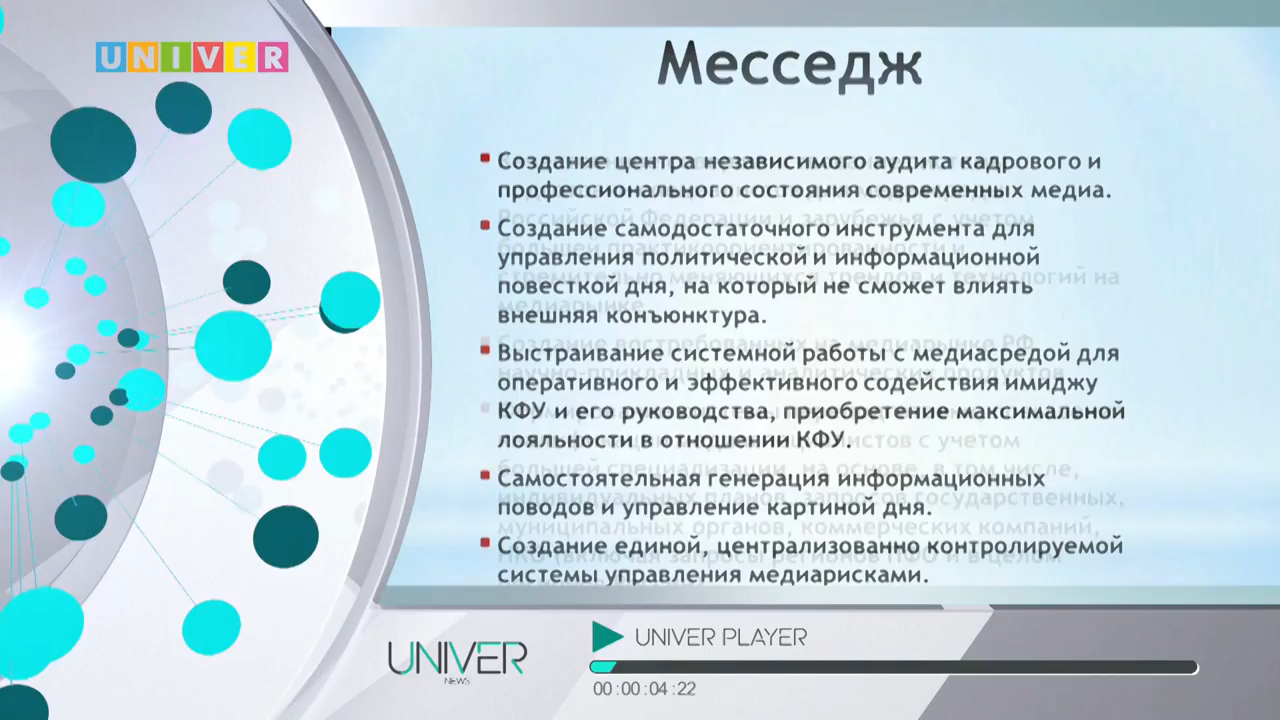 UNIVER
Месседж
Создание центра независимого аудита кадрового и
профессионального состояния современных медиа.
Создание самодостаточного инструмента для
управления политической и информационной
повесткой дня, на который не сможет влиять
внешняя конъюнктура.
Выстраивание системной работы с медиасредой для
оперативного и эффективного содействия имиджу
КФУ и его руководства, приобретение максимальной
лояльности в отношении КФУ.
Самостоятельная генерация информационных
поводов и управление картиной дня.
Создание единой, централизованно контролируемой
системы управления медиарисками.
UNIVER
NEWS
UNIVER PLAYER
00:00:04:22